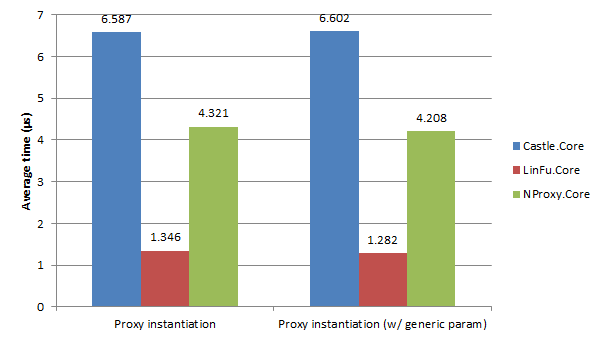 7
6
5
4
3
2
1
0
Average time (µs)
6.587
1.346
4.321
6.602
1.282
4.208
Proxy instantiation
Proxy instantiation (w/ generic param)
Castle.Core
LinFu.Core
NProxy.Core